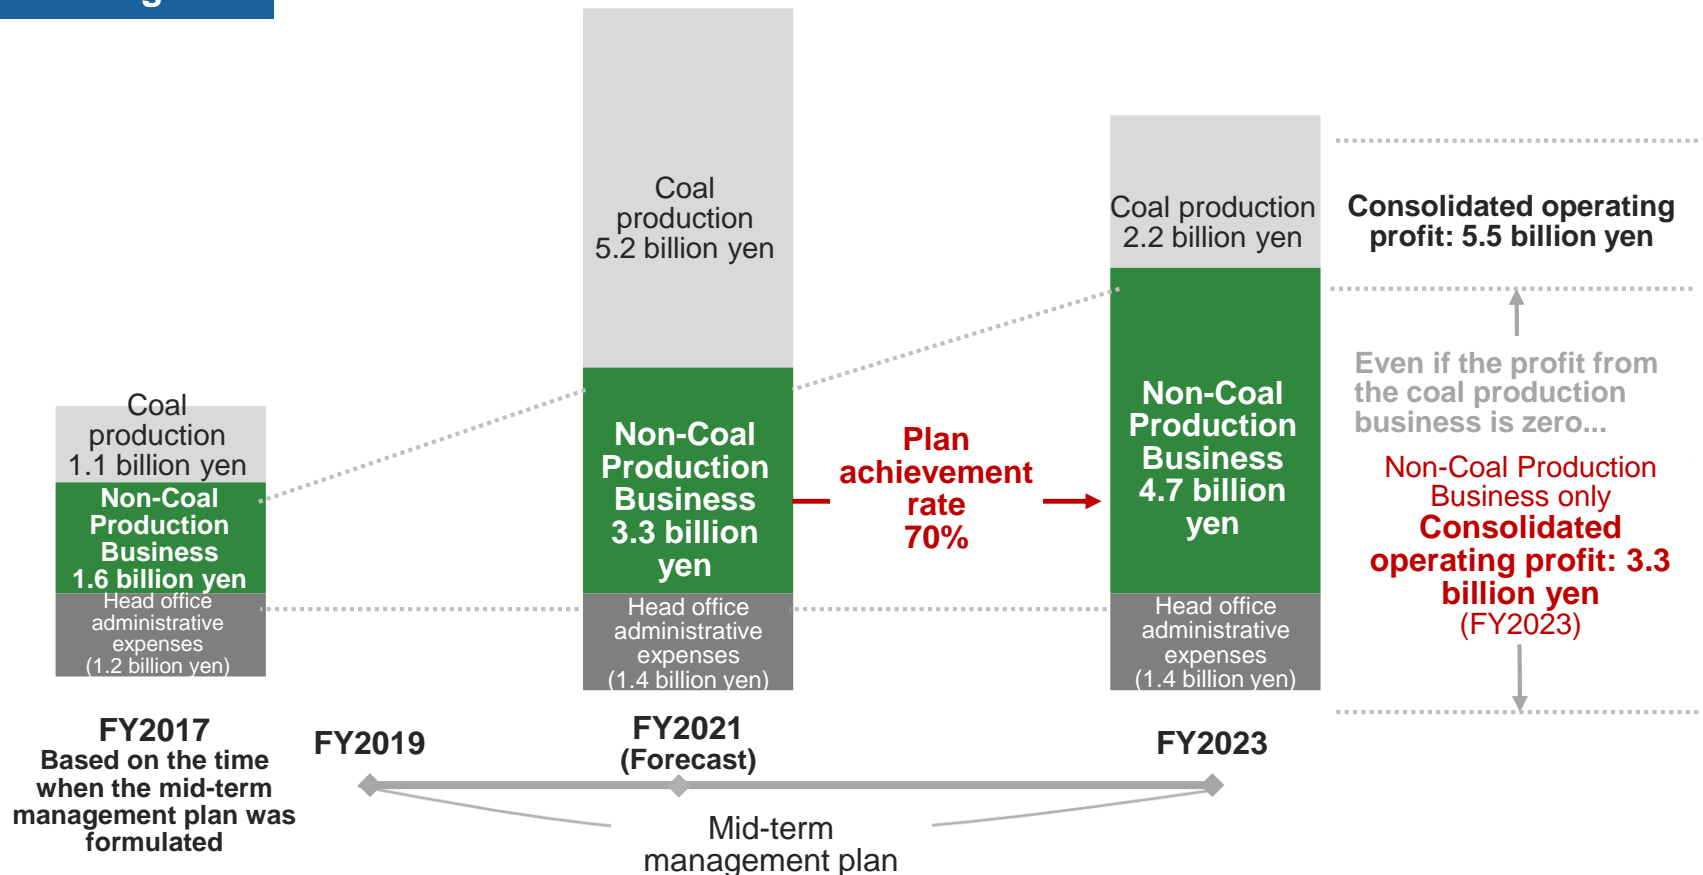 Coal
production
5.2 billion yen
Coal production
2.2 billion yen
Consolidated operating
profit: 5.5 billion yen
Even if the profit from
the coal production
business is zero...
Coal
production
1.1 billion yen
Non-Coal
Production
Business
1.6 billion yen
Non-Coal
Production
Business
3.3 billion
yen
Plan
achievement
rate
70%
Non-Coal
Production
Business
4.7 billion
yen
Non-Coal Production
Business only
Consolidated
operating profit: 3.3
billion yen
(FY2023)
Head office
administrative
expenses
(1.2 billion yen)
Head office
administrative
expenses
(1.4 billion yen)
Head office
administrative
expenses
(1.4 billion yen)
FY2017
Based on the time
when the mid-term
management plan was
formulated
FY2019
FY2021
(Forecast)
FY2023
Mid-term
management plan